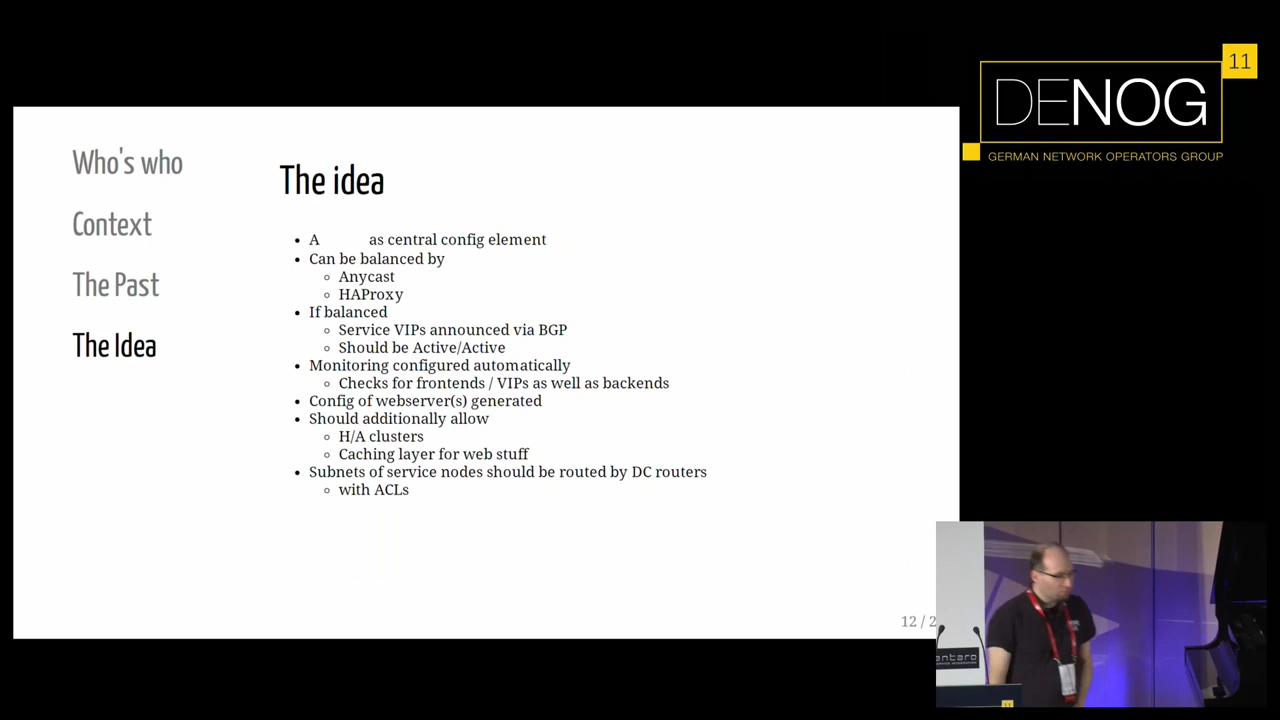 11
DENOG
GERMAN NETWORK OPERATORS GROUP
Who's who
Context
The Past
The Idea
The idea
• A as central config element
• Can be balanced by
◦ Anycast
◦ HAProxy
• If balanced
◦ Service VIPs announced via BGP
◦ Should be Active/Active
• Monitoring configured automatically
◦ Checks for frontends / VIPs as well as backends
• Config of webserver(s) generated
• Should additionally allow
◦ H/A clusters
◦ Caching layer for web stuff
• Subnets of service nodes should be routed by DC routers
◦ with ACLs
12 / 2
antaro
11